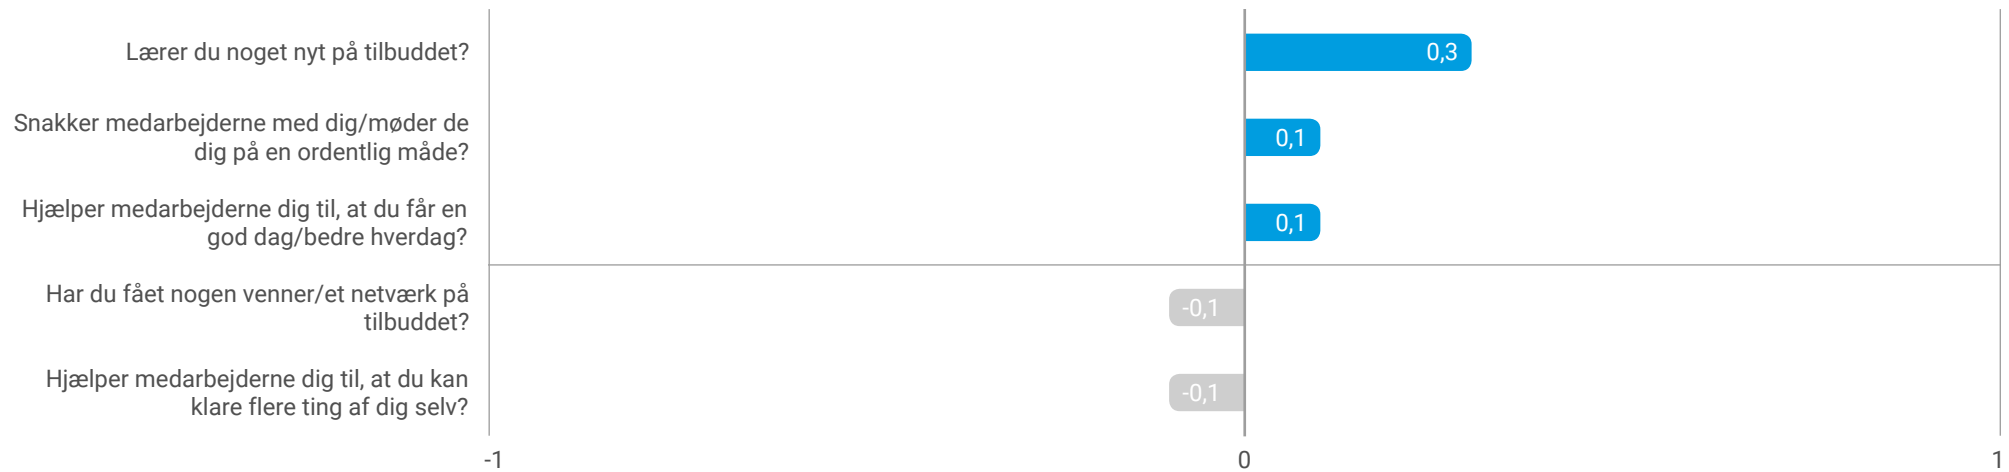 Lærer du noget nyt på tilbuddet?
0,3
Snakker medarbejderne med dig/møder de
dig på en ordentlig måde?
0,1
Hjælper medarbejderne dig til, at du får en
god dag/bedre hverdag?
0,1
Har du fået nogen venner/et netværk på
tilbuddet?
-0,1
Hjælper medarbejderne dig til, at du kan
klare flere ting af dig selv?
-0,1
-1 0 1